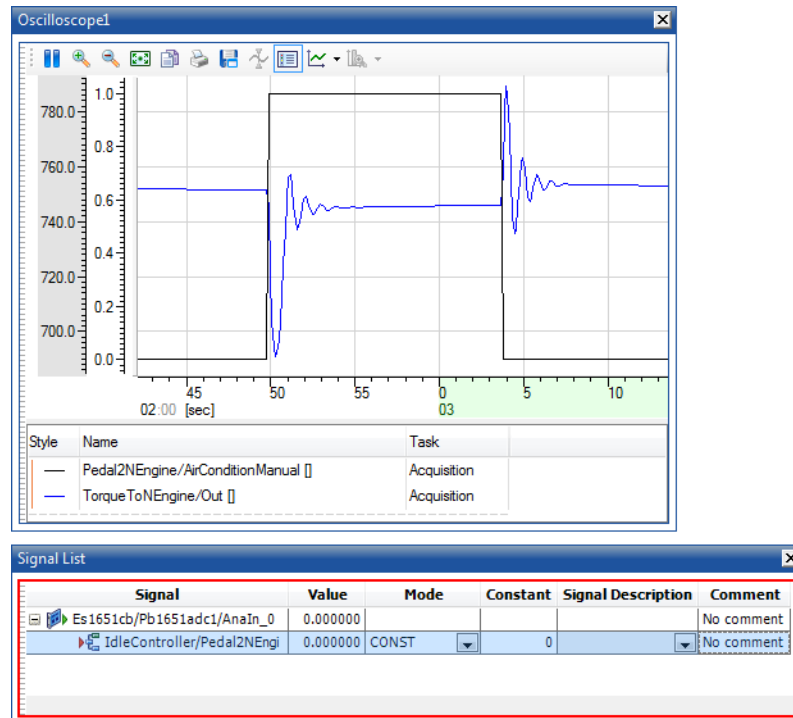 Oscilloscope1
780.0
760.0
740.0
720.0
700.0
1.0
0.8
0.6
0.4
0.2
0.0
45 50 55 0 5 10
02:00 [sec] 03
Style Name Task
Pedal2NEngine/AirConditionManual [] Acquisition
TorqueToNEngine/Out [] Acquisition
Signal List
Signal Value Mode Constant Signal Description Comment
Es1651cb/Pb1651adc1/AnaIn_0 0.000000 No comment
IdleController/Pedal2NEngi 0.000000 CONST 0 No comment